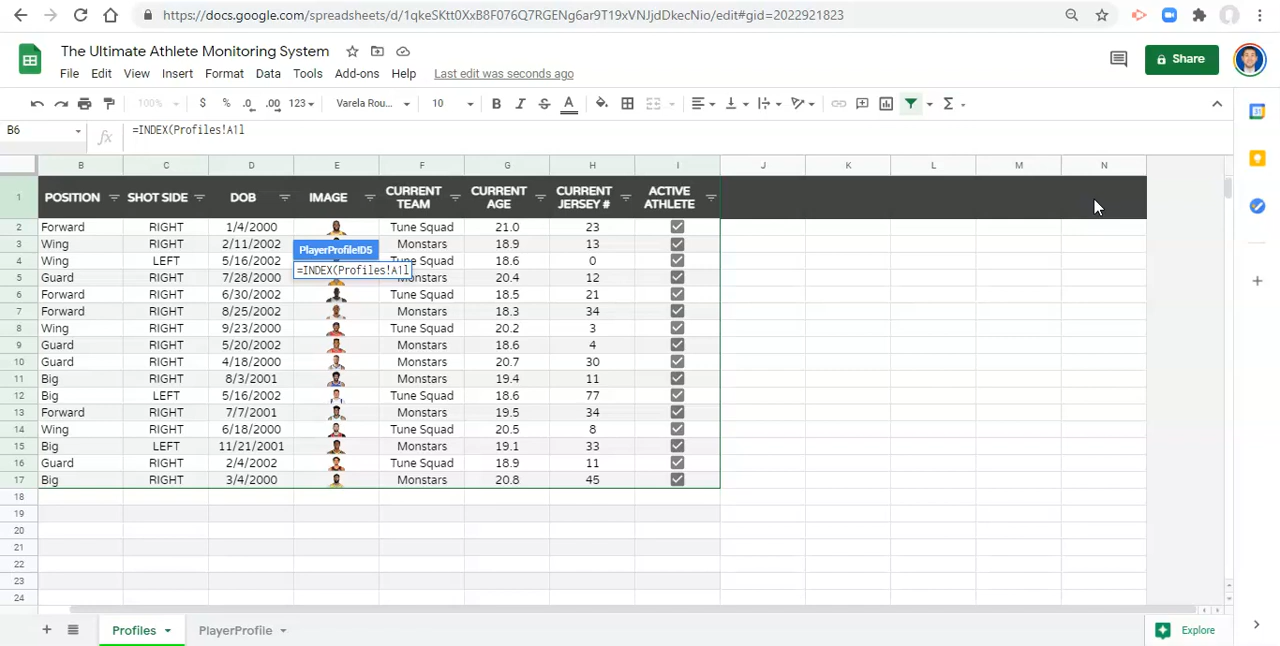 https://docs.google.com/spreadsheets/d/1qkeSKtt0XxB8F076Q7RGENg6ar9T19xVNJjdDkecNio/edit#gid=2022921823
The Ultimate Athlete Monitoring System
File Edit View Insert Format Data Tools Add-ons Help Last edit was seconds ago
Share
100% $ % .0 .00 123 Varela Rou... 10 B I S A Σ
B6 fx =INDEX(Profiles!A1l
B C D E F G H I J K L M N
1 POSITION SHOT SIDE DOB IMAGE CURRENT TEAM CURRENT AGE CURRENT JERSEY # ACTIVE ATHLETE
2 Forward RIGHT 1/4/2000 Tune Squad 21.0 23
3 Wing RIGHT 2/11/2002 Monstars 18.9 13
PlayerProfileID5
4 Wing LEFT 5/16/2002 Tune Squad 18.6 0
=INDEX(Profiles!A1l
5 Guard RIGHT 7/28/2000 Monstars 20.4 12
6 Forward RIGHT 6/30/2002 Tune Squad 18.5 21
7 Forward RIGHT 8/25/2002 Monstars 18.3 34
8 Wing RIGHT 9/23/2000 Tune Squad 20.2 3
9 Guard RIGHT 5/20/2002 Monstars 18.6 4
10 Guard RIGHT 4/18/2000 Monstars 20.7 30
11 Big RIGHT 8/3/2001 Monstars 19.4 11
12 Big LEFT 5/16/2002 Tune Squad 18.6 77
13 Forward RIGHT 7/7/2001 Monstars 19.5 34
14 Wing RIGHT 6/18/2000 Tune Squad 20.5 8
15 Big LEFT 11/21/2001 Monstars 19.1 33
16 Guard RIGHT 2/4/2002 Tune Squad 18.9 11
17 Big RIGHT 3/4/2000 Monstars 20.8 45
18
19
20
21
22
23
24
Profiles PlayerProfile Explore